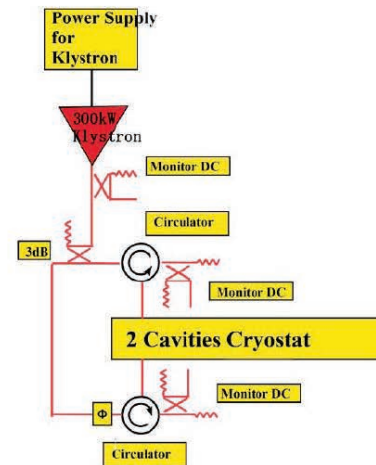 Power Supply
for
Klystron
300kW
Klystron
Monitor DC
Circulator
3dB
Monitor DC
2 Cavities Cryostat
Monitor DC
Φ
Circulator